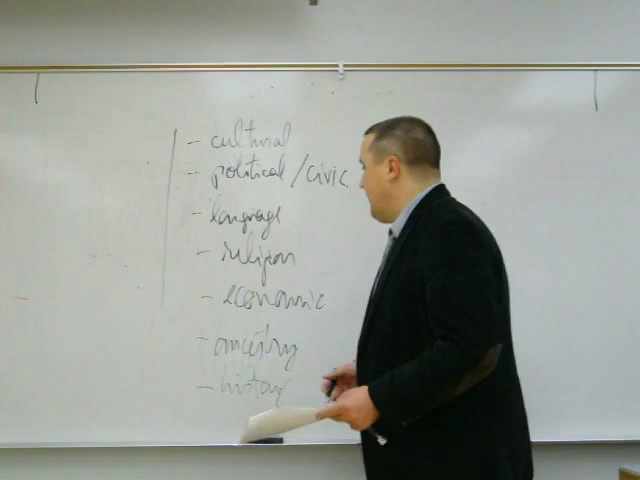 - cultural
- political/civic
- language
- religion
- economic
- ancestry
- history